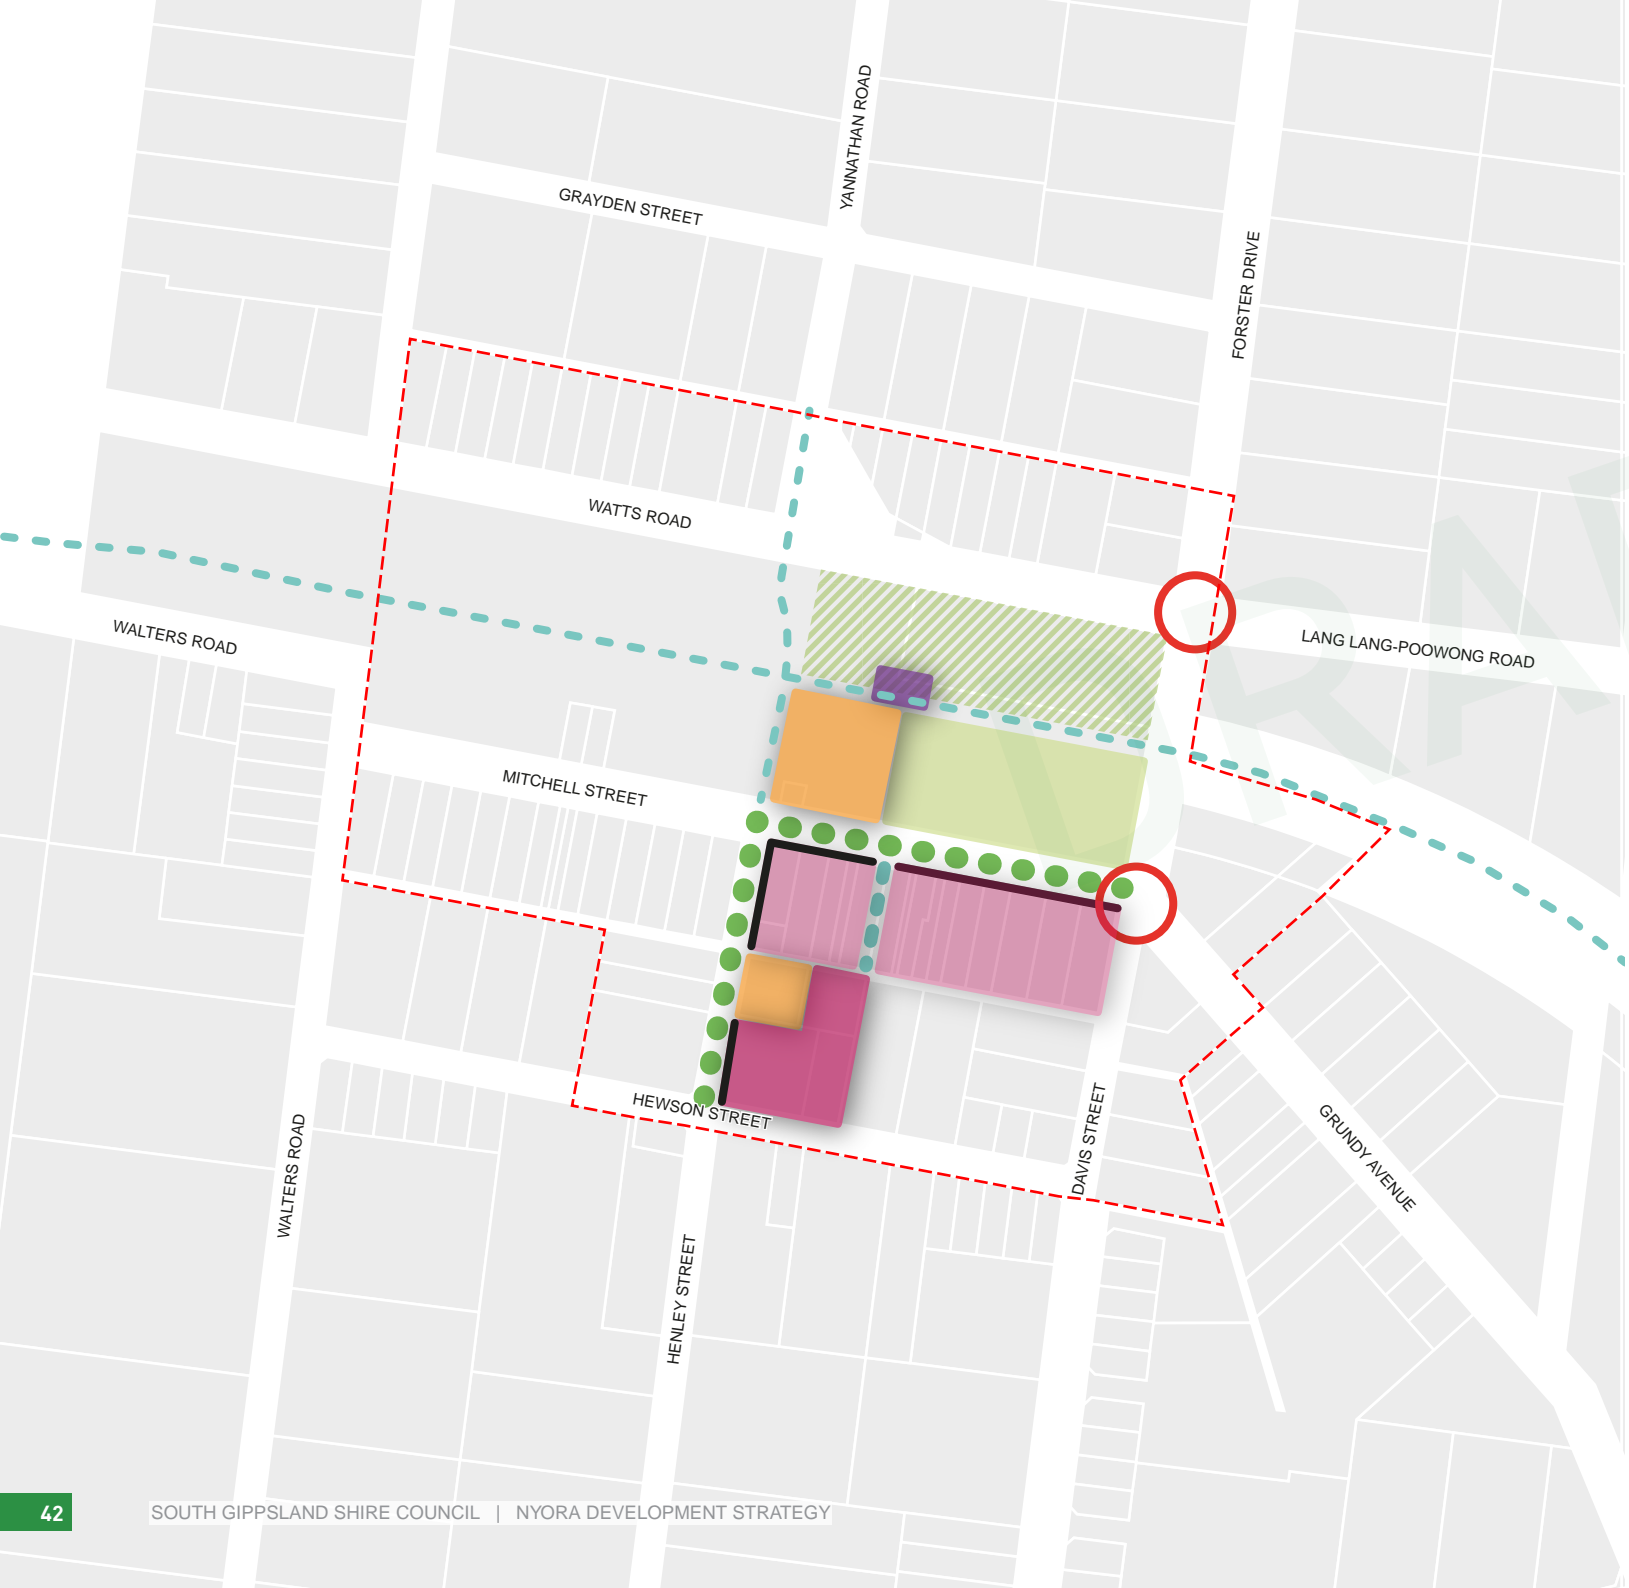 YANNATHAN ROAD
GRAYDEN STREET
FORSTER DRIVE
WATTS ROAD
WALTERS ROAD
LANG LANG-POOWONG ROAD
MITCHELL STREET
HEWSON STREET
DAVIS STREET
GRUNDY AVENUE
WALTERS ROAD
HENLEY STREET
42
SOUTH GIPPSLAND SHIRE COUNCIL | NYORA DEVELOPMENT STRATEGY